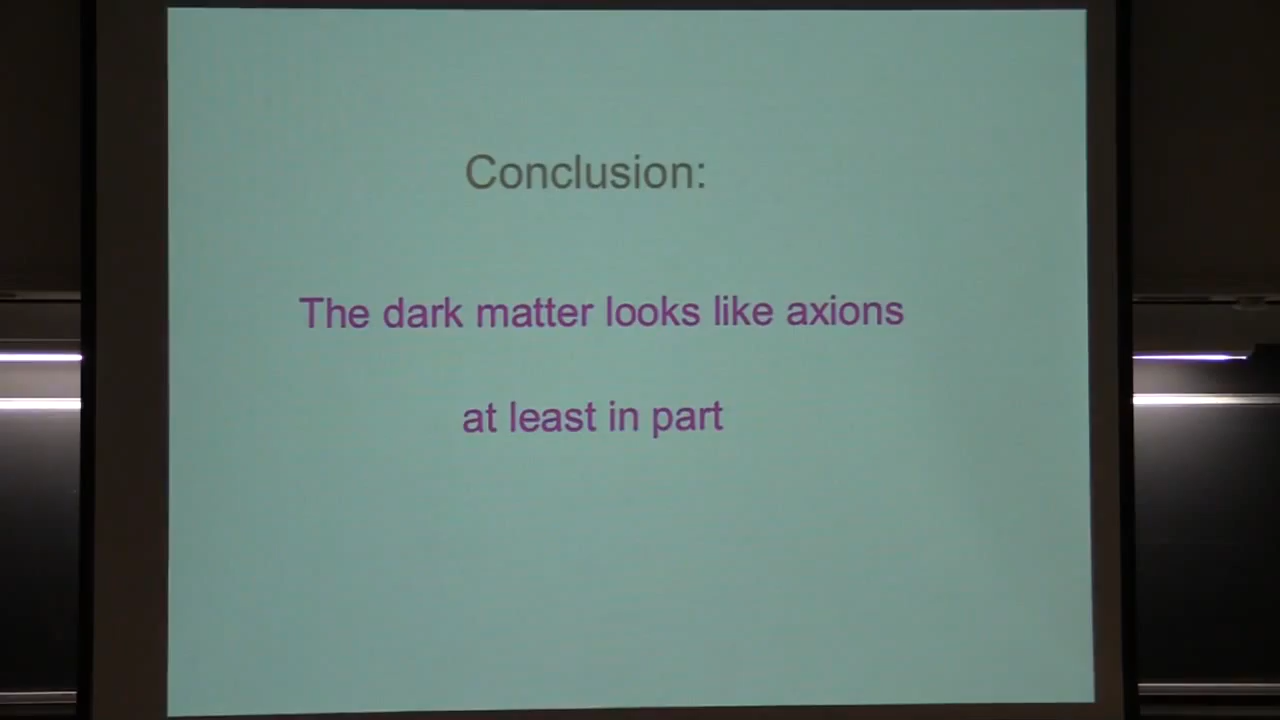 Conclusion:
The dark matter looks like axions
at least in part